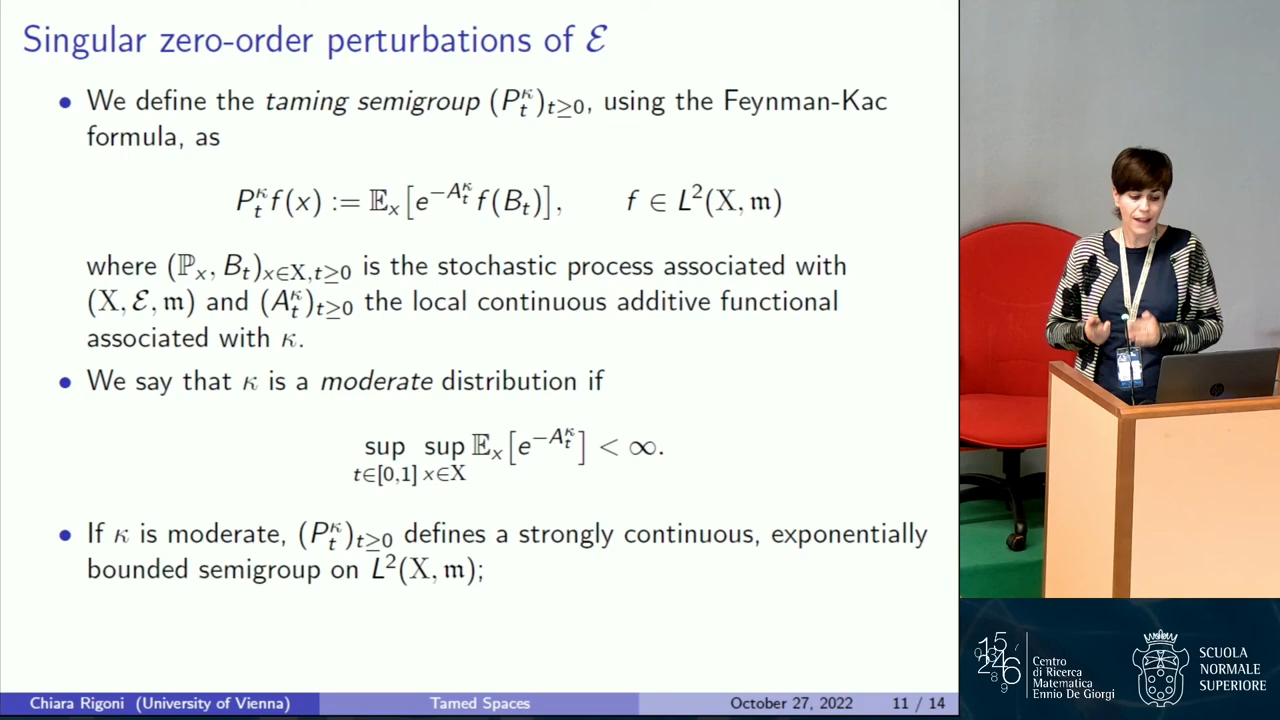 Singular zero-order perturbations of ℰ
• We define the taming semigroup (P_t^κ)_{t≥0}, using the Feynman-Kac
formula, as
P_t^κ f(x) := 𝔼_x[e^{−A_t^κ} f(B_t)], f ∈ L²(X, 𝔪)
where (ℙ_x, B_t)_{x∈X,t≥0} is the stochastic process associated with
(X, ℰ, 𝔪) and (A_t^κ)_{t≥0} the local continuous additive functional
associated with κ.
• We say that κ is a moderate distribution if
sup_{t∈[0,1]} sup_{x∈X} 𝔼_x[e^{−A_t^κ}] < ∞.
• If κ is moderate, (P_t^κ)_{t≥0} defines a strongly continuous, exponentially
bounded semigroup on L²(X, 𝔪);
Chiara Rigoni (University of Vienna) Tamed Spaces October 27, 2022 11 / 14
Centro
di Ricerca
Matematica
Ennio De Giorgi
SCUOLA
NORMALE
SUPERIORE